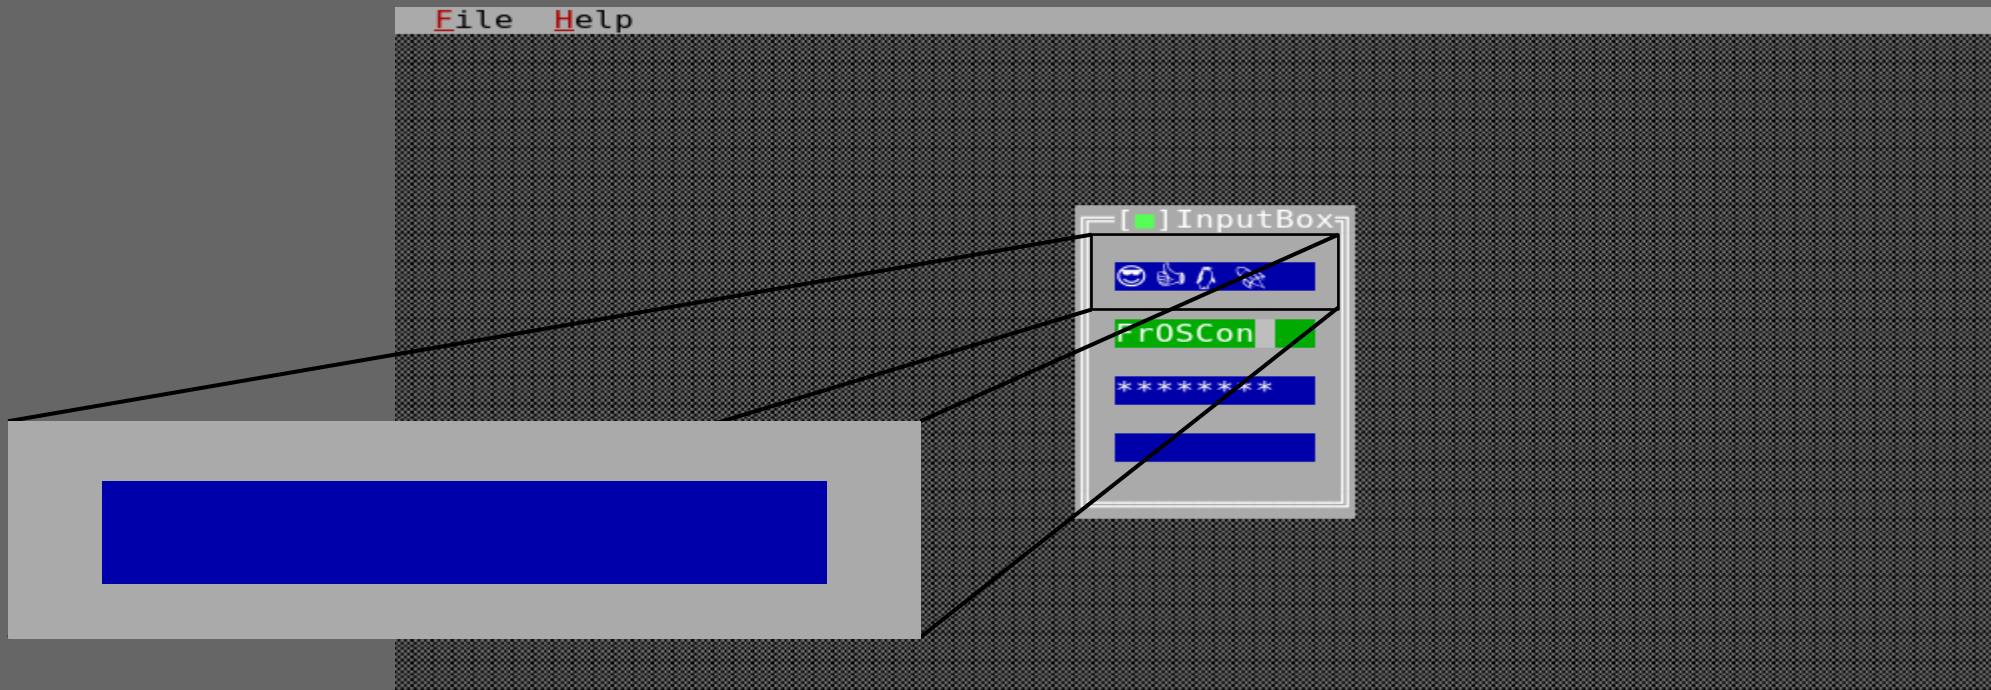 File Help
[■]InputBox
😎👍🐧 🚀
FrOSCon
********